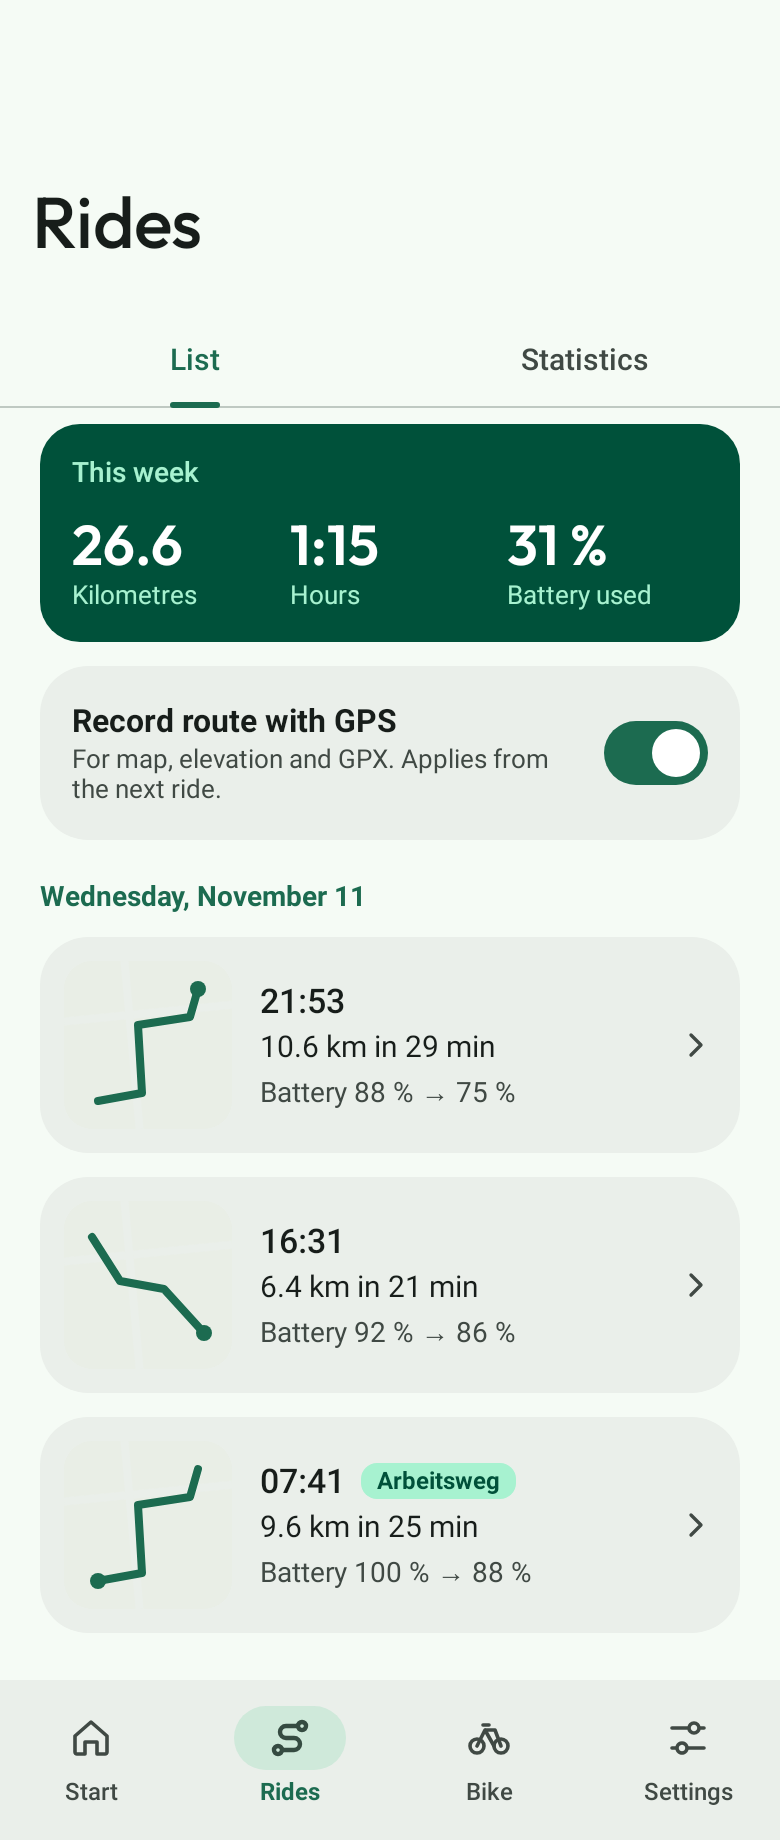 Rides
List
Statistics
This week
26.6
1:15
31 %
Kilometres
Hours
Battery used
Record route with GPS
For map, elevation and GPX. Applies from
the next ride.
Wednesday, November 11
21:53
10.6 km in 29 min
Battery 88 % → 75 %
16:31
6.4 km in 21 min
Battery 92 % → 86 %
07:41
Arbeitsweg
9.6 km in 25 min
Battery 100 % → 88 %
Start
Rides
Bike
Settings